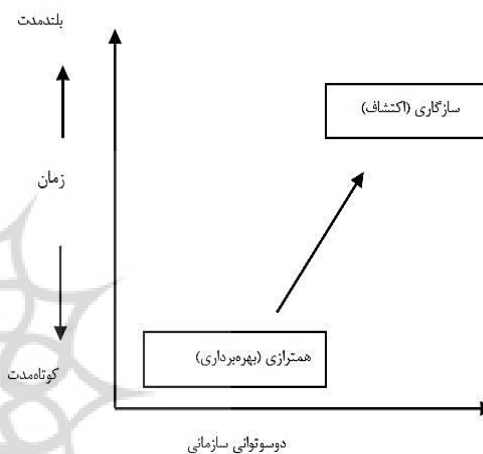 بلندمدت
سازگاری (اکتشاف)
زمان
همترازی (بهره‌برداری)
کوتاه‌مدت
دوسوتوانی سازمانی